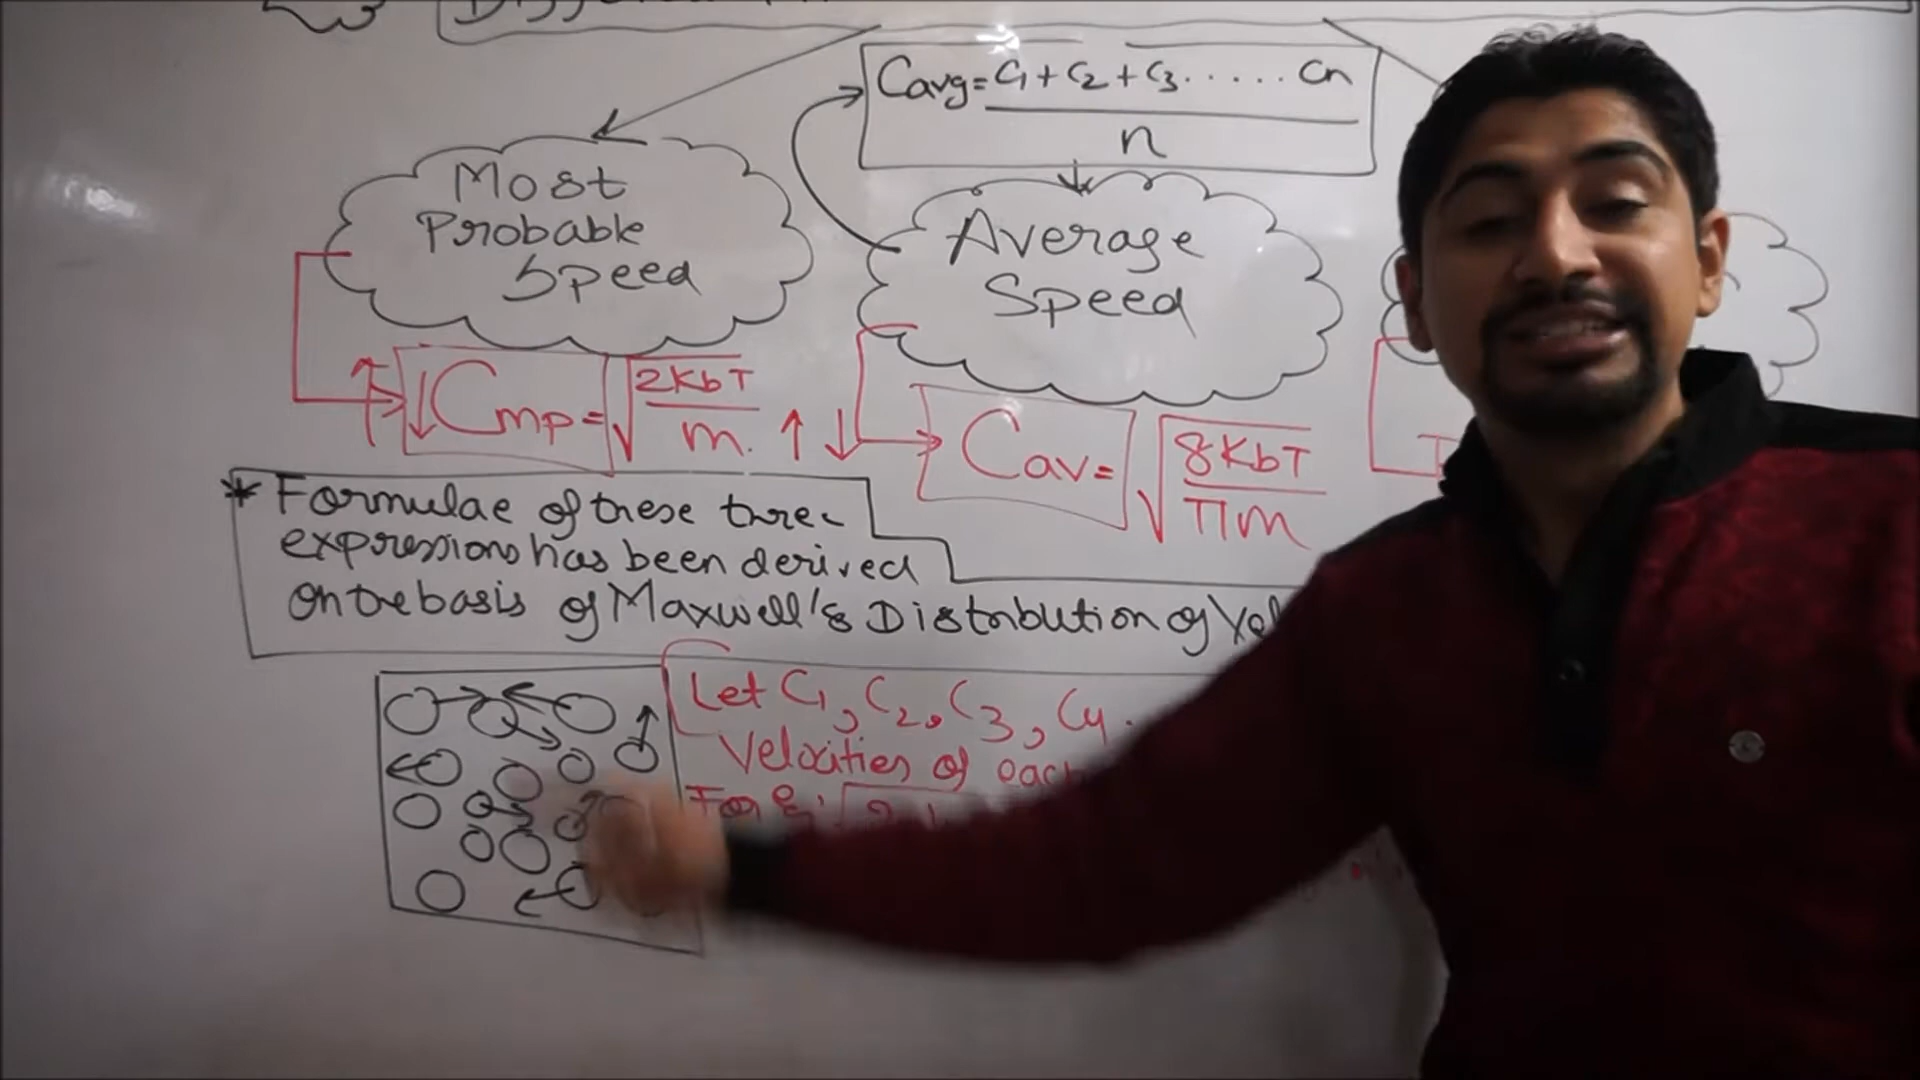 Cavg = C1 + C2 + C3 ...... Cn
n
Most
Probable
Speed
Average
Speed
Cmp = √2KbT
m.
Cav = √8KbT
πm
* Formulae of these three
expressions has been derived
on the basis of Maxwell's Distribution of Vel
Let C1, C2, C3, C4.
Velocities of each
For